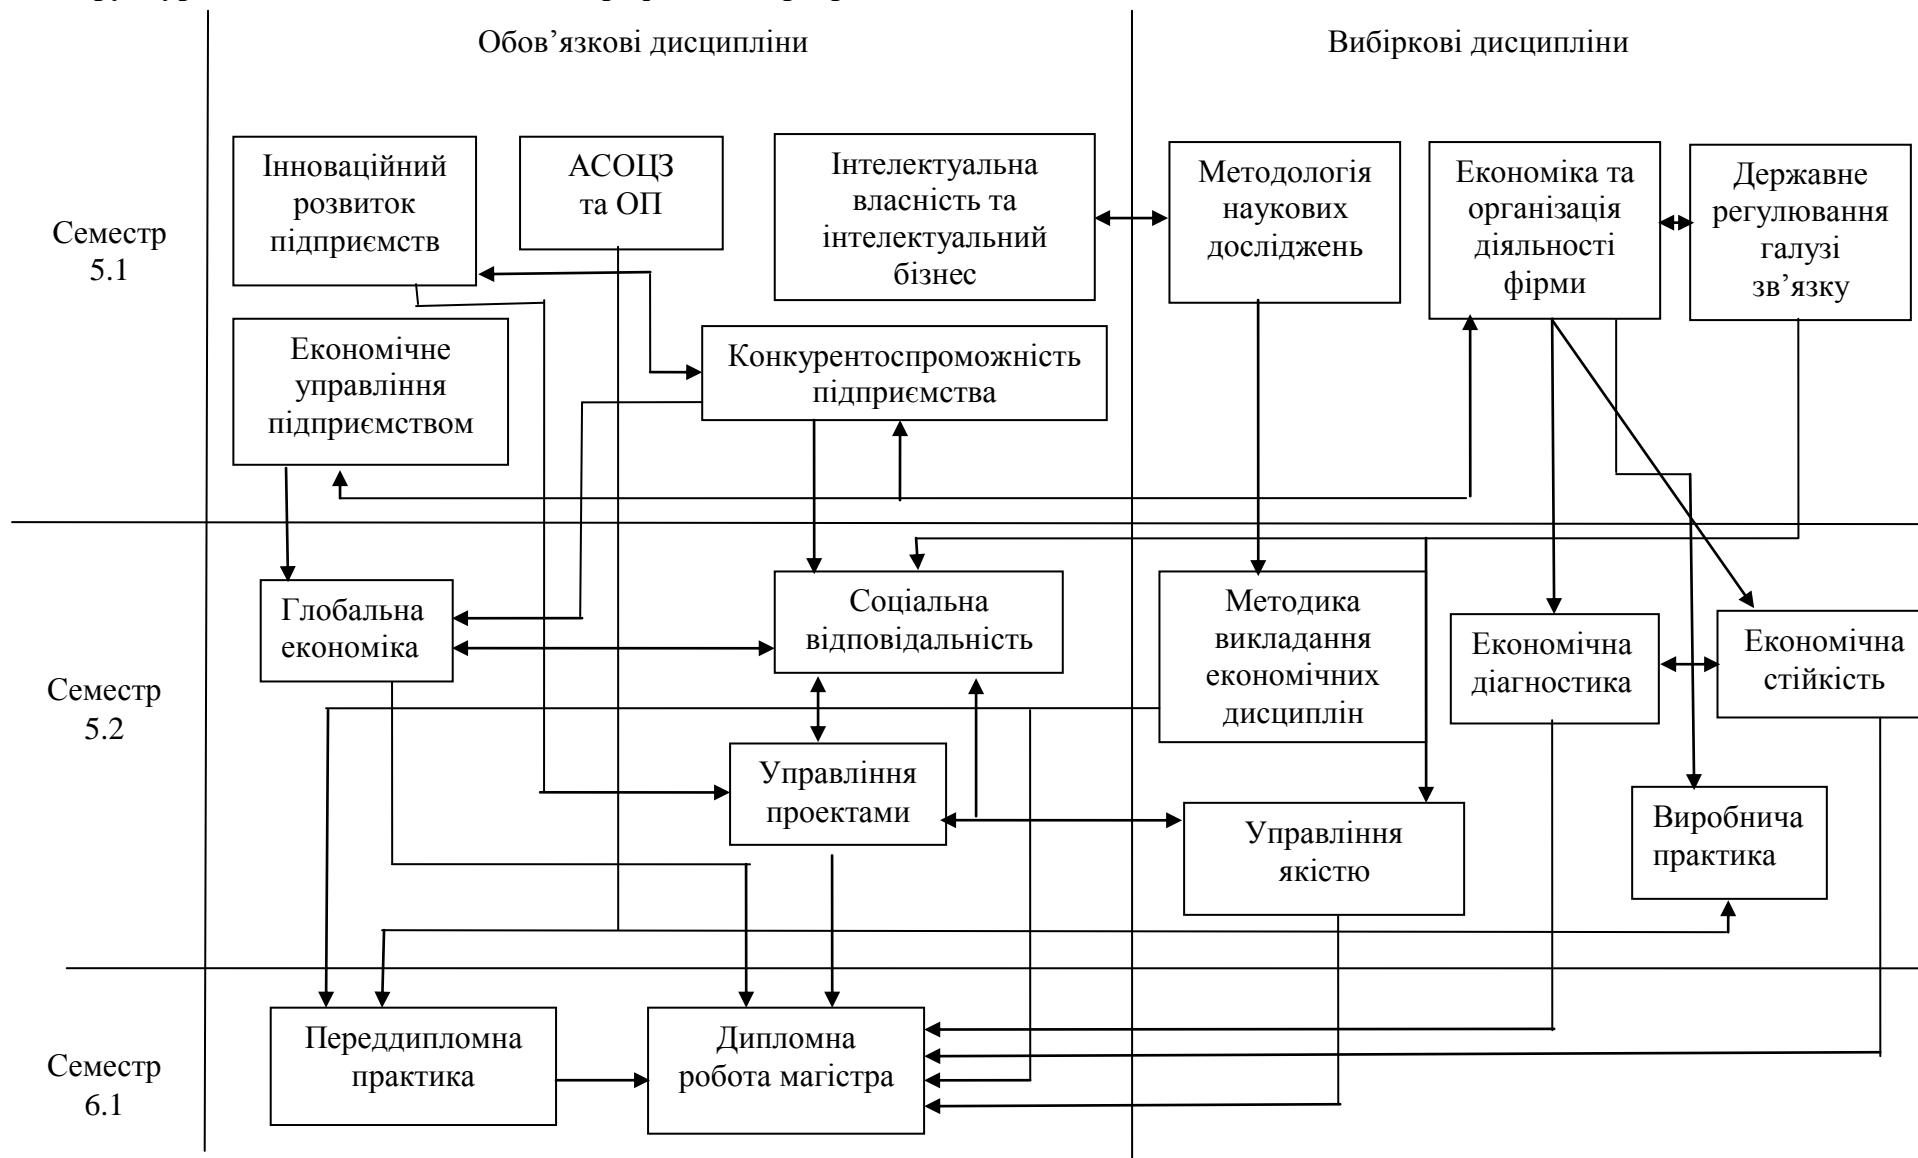 Обов’язкові дисципліни
Вибіркові дисципліни
Семестр
5.1
Інноваційний
розвиток
підприємств
АСОЦЗ
та ОП
Інтелектуальна
власність та
інтелектуальний
бізнес
Методологія
наукових
досліджень
Економіка та
організація
діяльності
фірми
Державне
регулювання
галузі
зв’язку
Економічне
управління
підприємством
Конкурентоспроможність
підприємства
Семестр
5.2
Глобальна
економіка
Соціальна
відповідальність
Методика
викладання
економічних
дисциплін
Економічна
діагностика
Економічна
стійкість
Управління
проектами
Управління
якістю
Виробнича
практика
Семестр
6.1
Переддипломна
практика
Дипломна
робота магістра